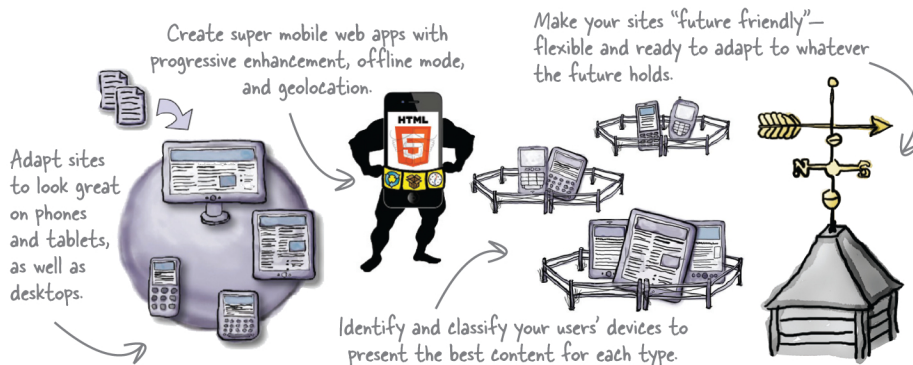 Create super mobile web apps with
progressive enhancement, offline mode,
and geolocation.
Make your sites “future friendly”—
flexible and ready to adapt to whatever
the future holds.
HTML
5
Adapt sites
to look great
on phones
and tablets,
as well as
desktops.
N S
Identify and classify your users’ devices to
present the best content for each type.